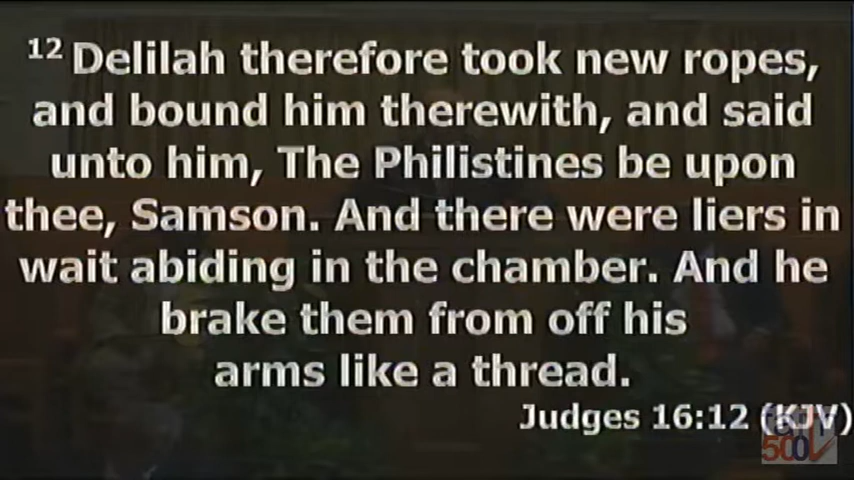 12 Delilah therefore took new ropes,
and bound him therewith, and said
unto him, The Philistines be upon
thee, Samson. And there were liers in
wait abiding in the chamber. And he
brake them from off his
arms like a thread.
Judges 16:12 (KJV)
500